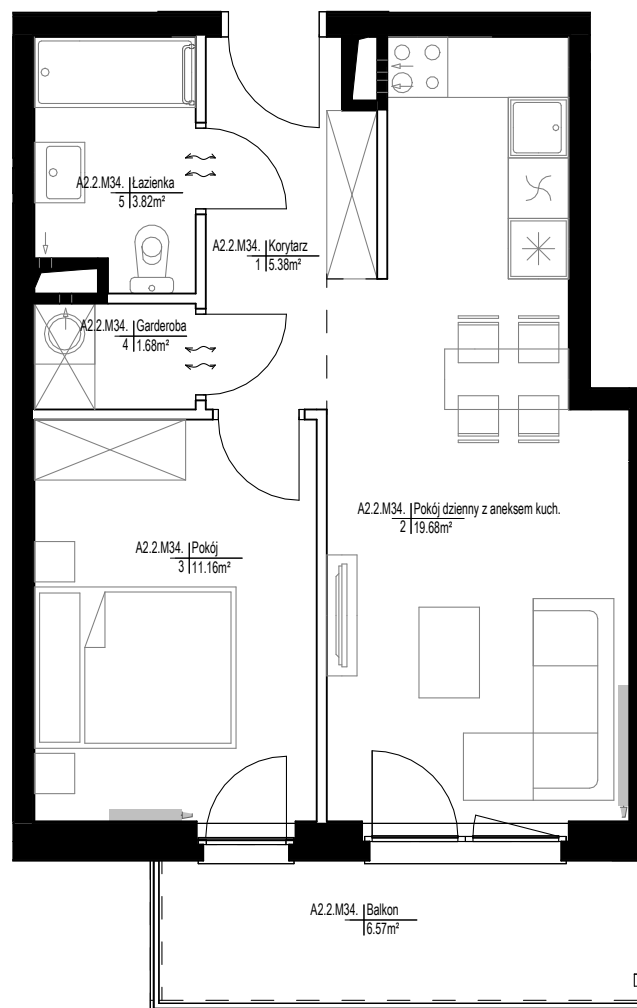 A2.2.M34. Łazienka
5 3.82m²
A2.2.M34. Korytarz
1 5.38m²
A2.2.M34. Garderoba
4 1.68m²
A2.2.M34. Pokój dzienny z aneksem kuch.
2 19.68m²
A2.2.M34. Pokój
3 11.16m²
A2.2.M34. Balkon
6.57m²